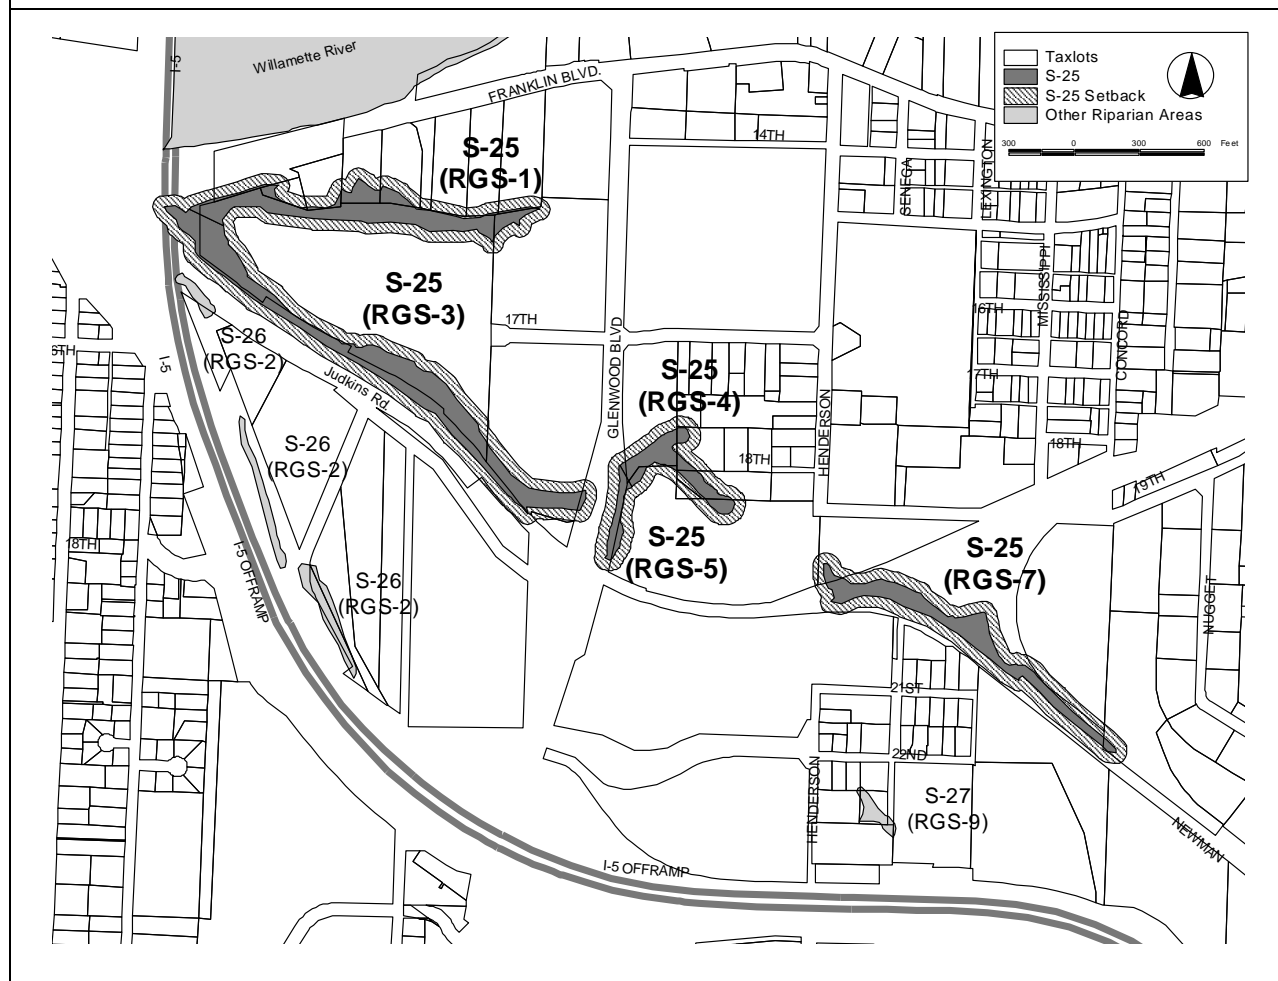 Willamette River
I-5
FRANKLIN BLVD.
Taxlots
S-25
S-25 Setback
Other Riparian Areas
300 0 300 600 Feet
14TH
S-25
(RGS-1)
SENECA
LEXINGTON
S-25
(RGS-3)
MISSISSIPPI
16TH
17TH
S-26
(RGS-2)
GLENWOOD BLVD
CONCORD
6TH
I-5
Judkins Rd.
S-25
(RGS-4)
17TH
HENDERSON
S-26
(RGS-2)
18TH
18TH
19TH
18TH
I-5 OFFRAMP
S-25
(RGS-5)
S-25
(RGS-7)
S-26
(RGS-2)
NUGGET
21ST
22ND
HENDERSON
S-27
(RGS-9)
NEWMAN
I-5 OFFRAMP